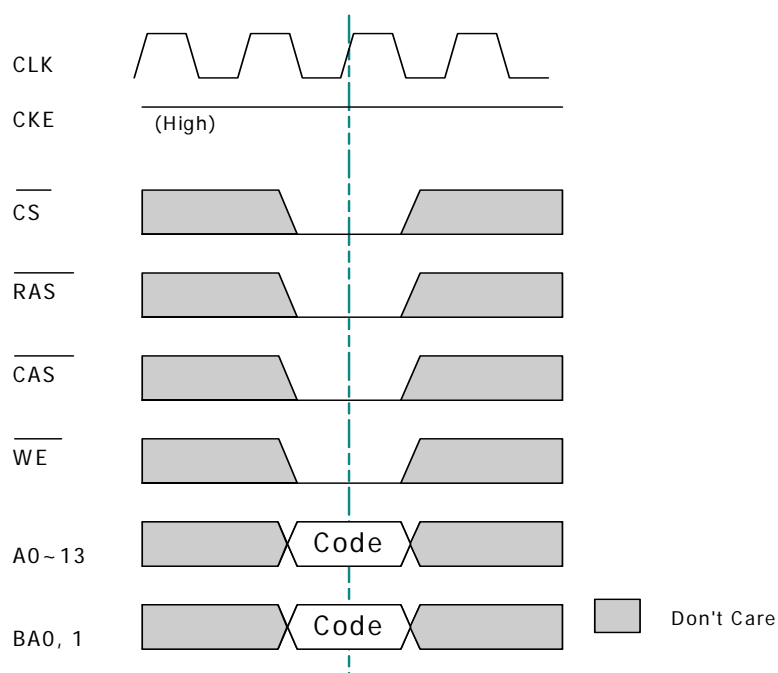 CLK
CKE
(High)
CS
RAS
CAS
WE
A0~13
Code
BA0, 1
Code
Don't Care